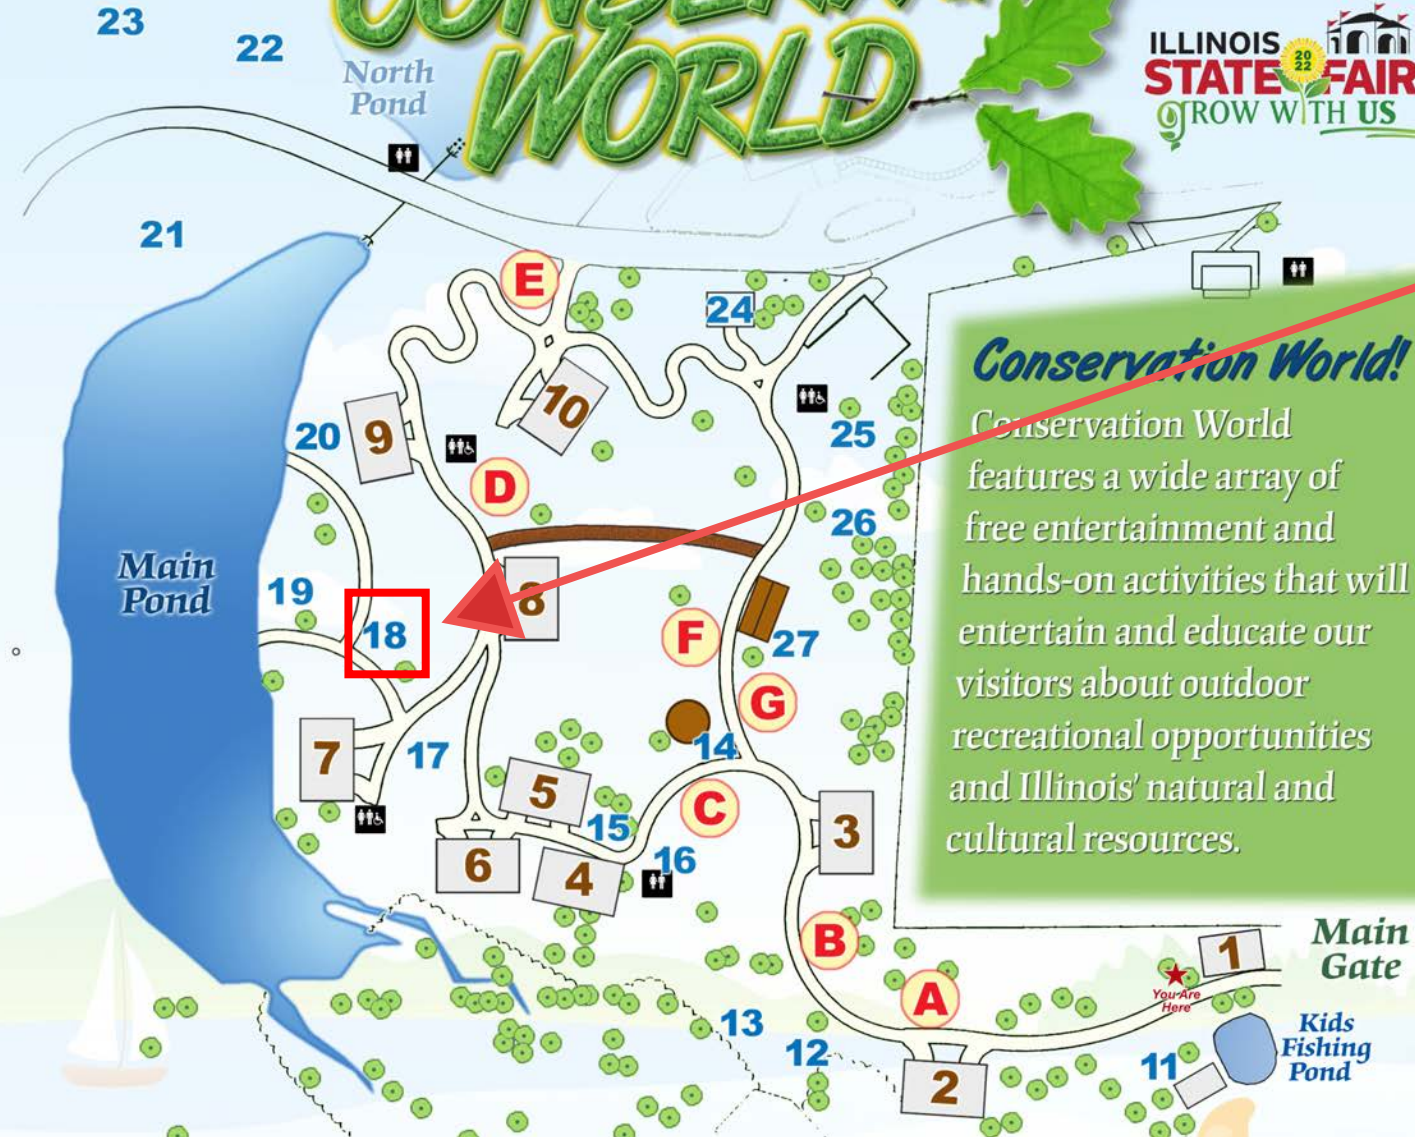 CONSERVA
WORLD
ILLINOIS
STATE FAIR
2022
GROW WITH US
23
22
North
Pond
21
E
24
10
9
20
25
D
26
Main
Pond
19
18
8
F
27
G
7
17
14
5
C
15
3
16
6
4
B
A
13
12
2
1
Main
Gate
You Are
Here
11
Kids
Fishing
Pond
Conservation World!
Conservation World
features a wide array of
free entertainment and
hands-on activities that will
entertain and educate our
visitors about outdoor
recreational opportunities
and Illinois' natural and
cultural resources.